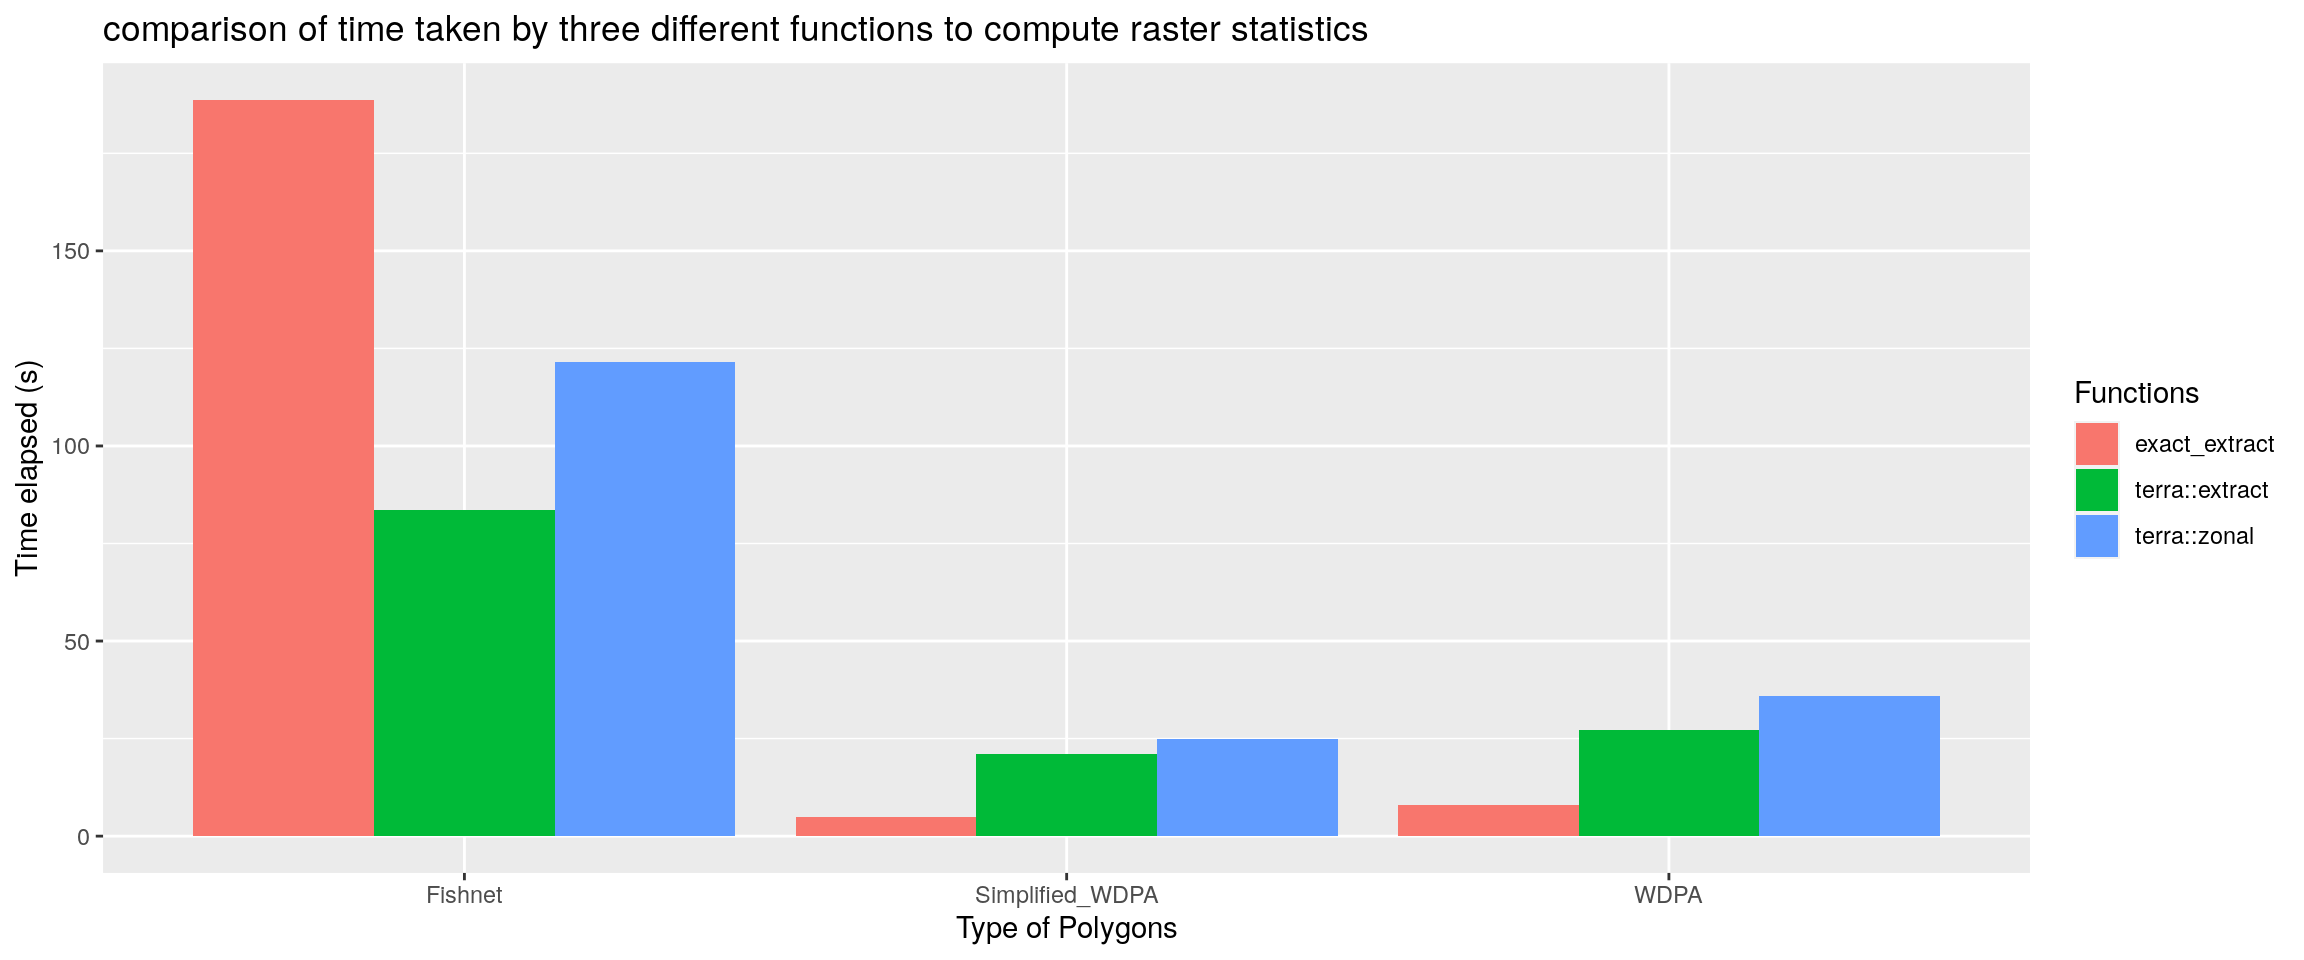 comparison of time taken by three different functions to compute raster statistics
Time elapsed (s)
150
100
50
0
Fishnet
Simplified_WDPA
WDPA
Type of Polygons
Functions
exact_extract
terra::extract
terra::zonal